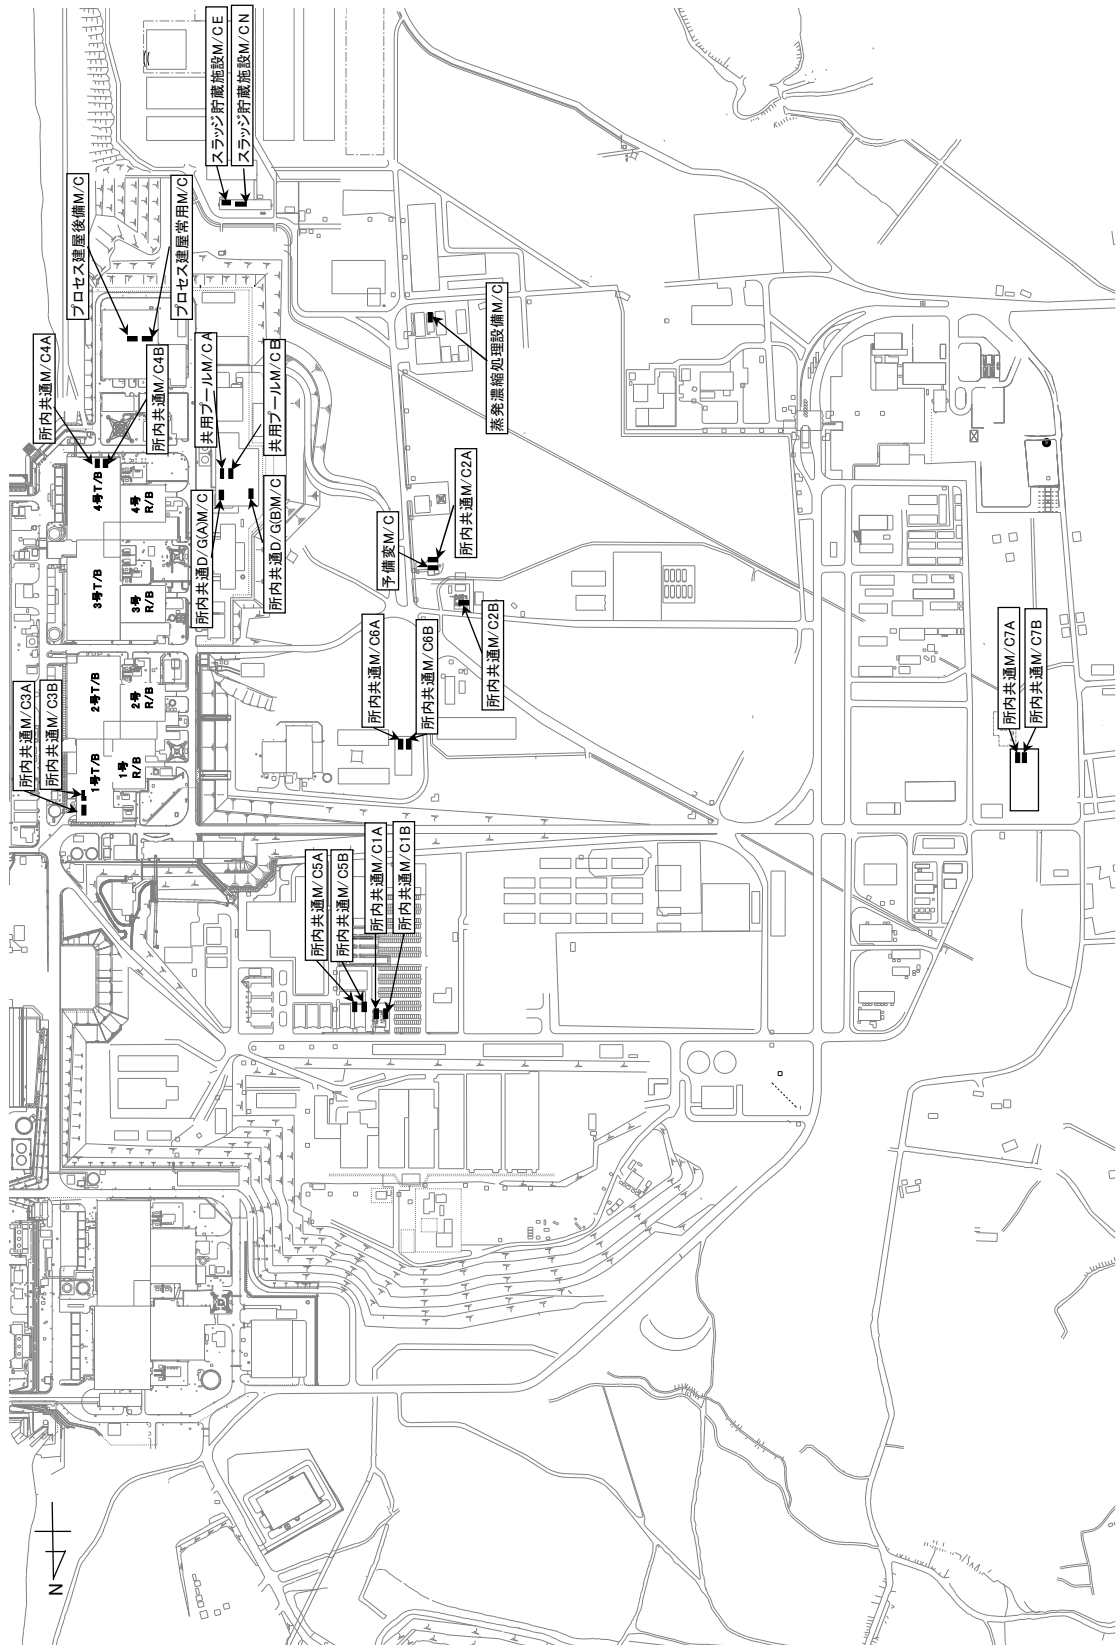 スラッジ貯蔵施設M/CE
スラッジ貯蔵施設M/CN
プロセス建屋後備M/C
プロセス建屋常用M/C
所内共通M/C4A
所内共通M/C4B
共用プールM/CA
共用プールM/CB
蒸発濃縮処理設備M/C
4号T/B
4号
R/B
所内共通D/G(A)M/C
所内共通D/G(B)M/C
予備変M/C
所内共通M/C2A
所内共通M/C2B
3号T/B
3号
R/B
所内共通M/C6A
所内共通M/C6B
2号T/B
2号
R/B
所内共通M/C3A
所内共通M/C3B
1号T/B
1号
R/B
所内共通M/C7A
所内共通M/C7B
所内共通M/C5A
所内共通M/C5B
所内共通M/C1A
所内共通M/C1B
N